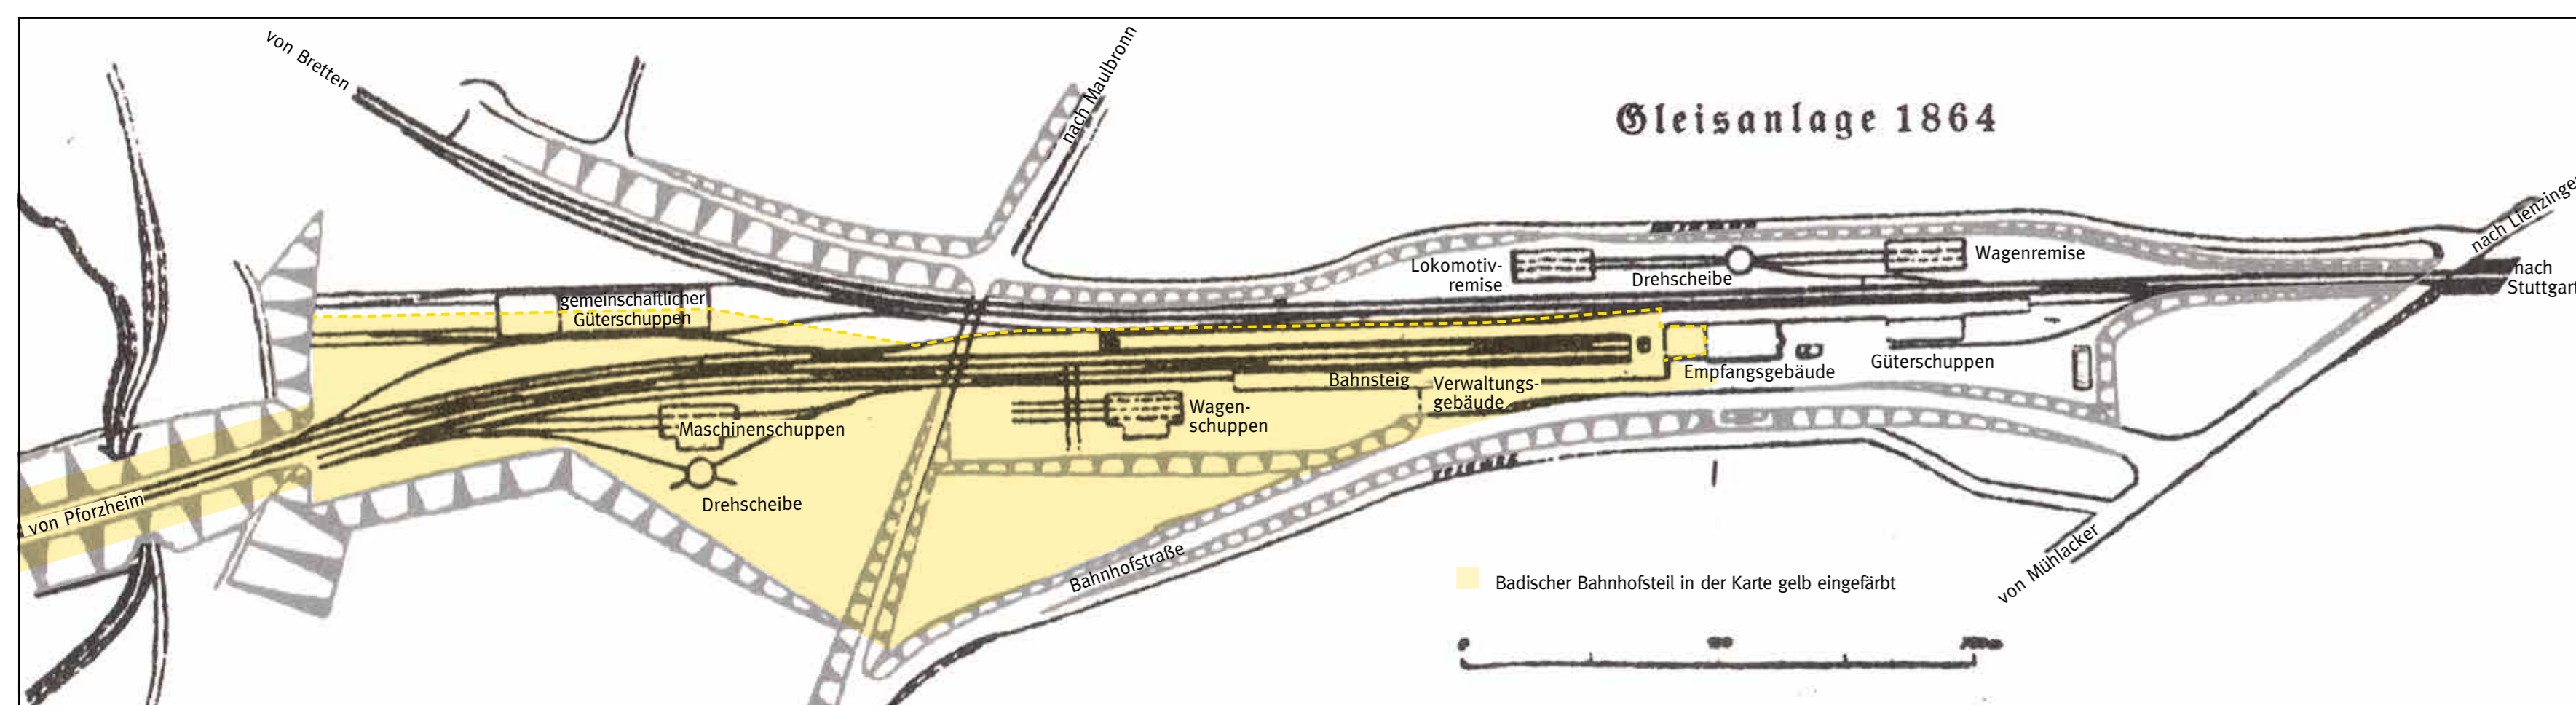 von Bretten
nach Maulbronn
Gleisanlage 1864
nach Lienzingen
nach
Stuttgart
Lokomotiv-
remise
Drehscheibe
Wagenremise
gemeinschaftlicher
Güterschuppen
Güterschuppen
Empfangsgebäude
Bahnsteig
Verwaltungs-
gebäude
Wagen-
schuppen
Maschinenschuppen
Drehscheibe
von Pforzheim
Bahnhofstraße
von Mühlacker
Badischer Bahnhofsteil in der Karte gelb eingefärbt
0